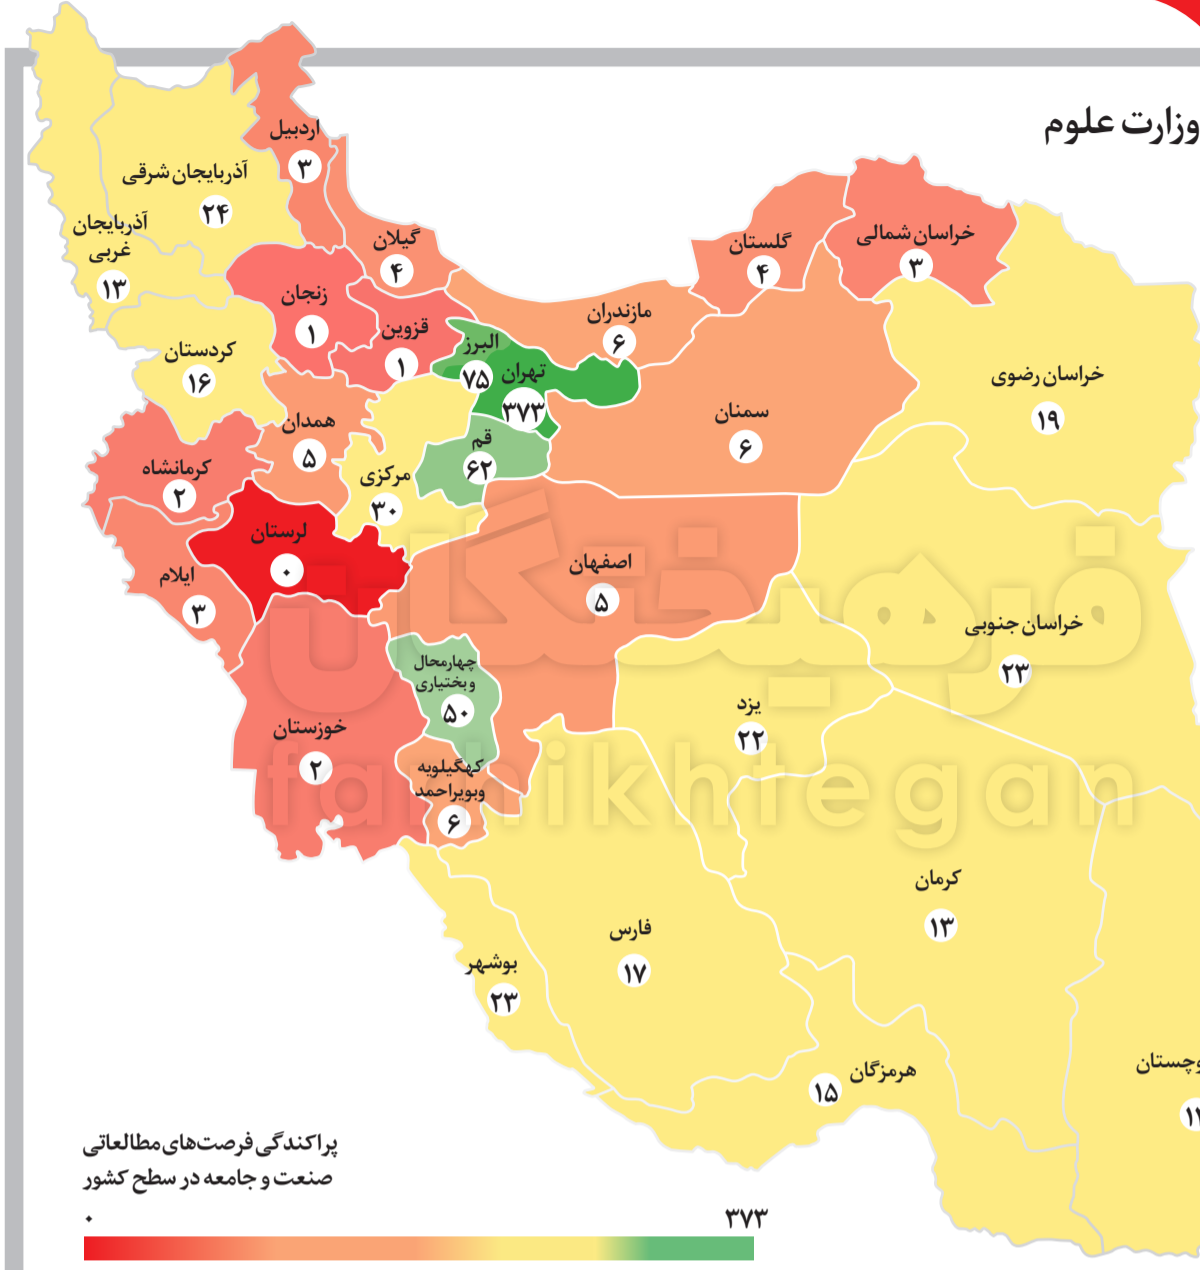 وزارت علوم
اردبیل
۳
آذربایجان شرقی
۲۴
آذربایجان
غربی
۱۳
گیلان
۴
گلستان
۴
خراسان شمالی
۳
زنجان
۱
قزوین
۱
مازندران
۶
البرز
۷۵
تهران
۳۷۳
کردستان
۱۶
خراسان رضوی
۱۹
سمنان
۶
همدان
۵
قم
۶۲
کرمانشاه
۲
مرکزی
۳۰
لرستان
۰
ایلام
۳
اصفهان
۵
فرهیختگان
خراسان جنوبی
۲۳
چهارمحال
وبختیاری
۵۰
یزد
۲۲
خوزستان
۲
کهگیلویه
وبویراحمد
۶
farhikhtegan
کرمان
۱۳
فارس
۱۷
بوشهر
۲۳
هرمزگان
۱۵
پراکندگی فرصت‌های مطالعاتی
صنعت و جامعه در سطح کشور
۰
۳۷۳